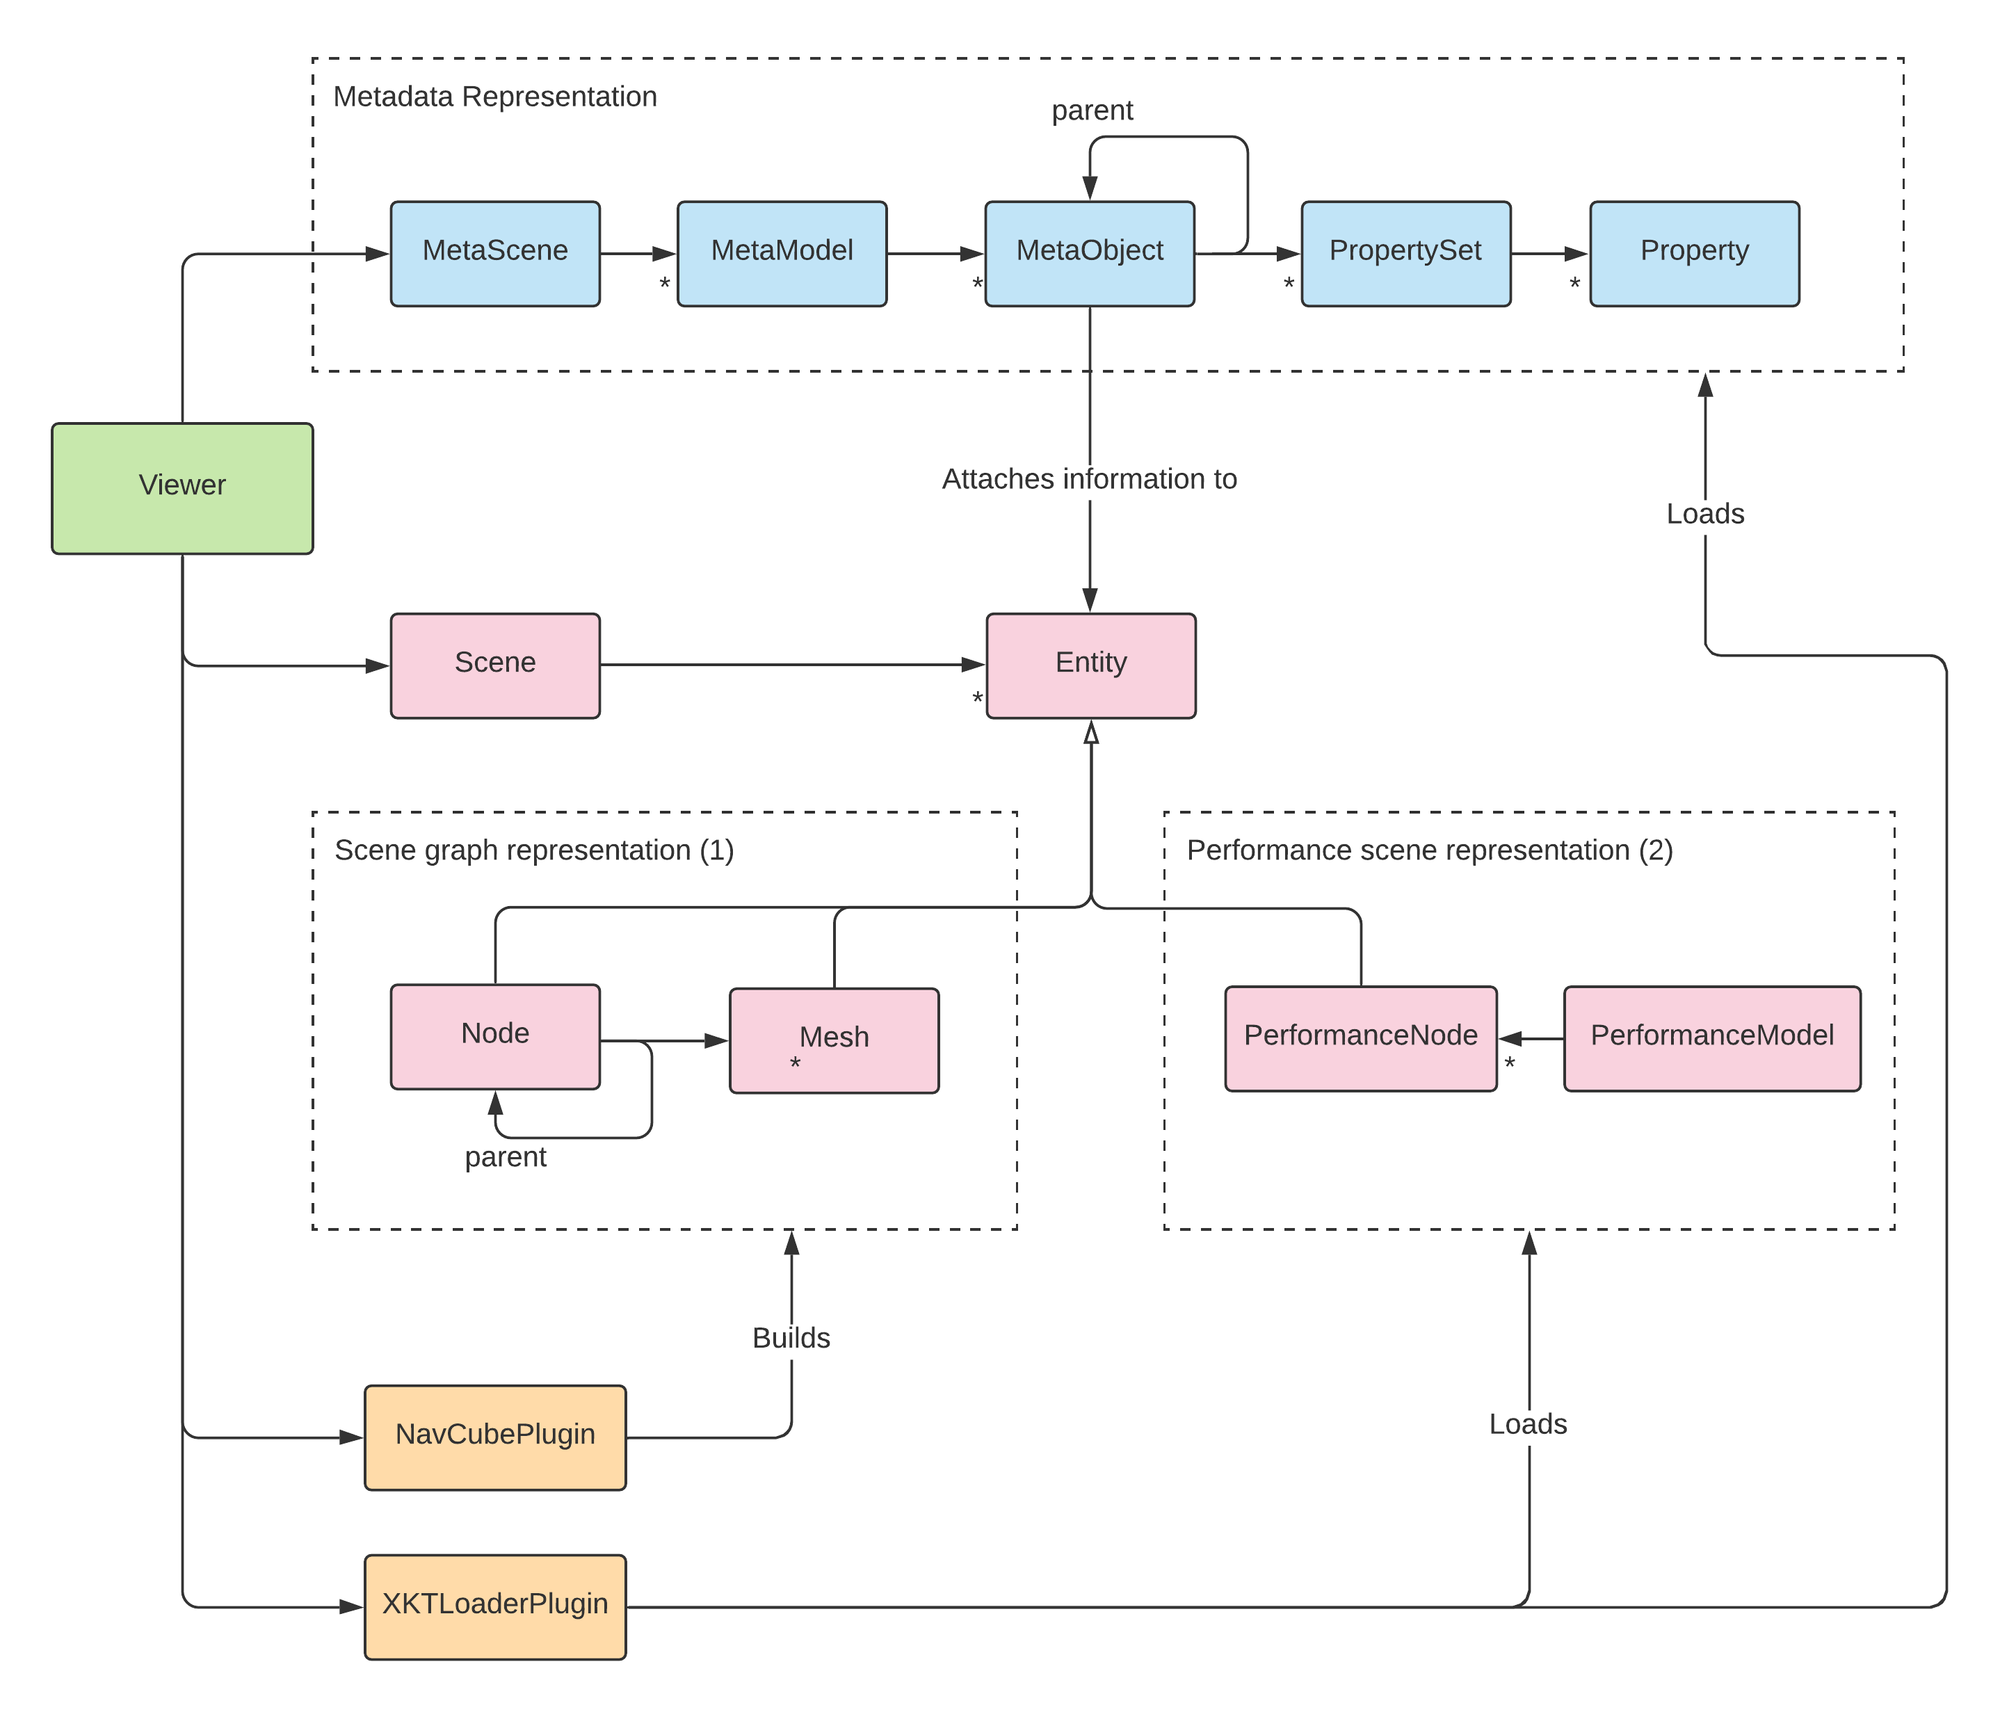 Metadata Representation
parent
MetaScene
MetaModel
MetaObject
PropertySet
Property
*
*
*
*
Viewer
Attaches information to
Loads
Scene
Entity
*
Scene graph representation (1)
Performance scene representation (2)
Node
Mesh
*
PerformanceNode
PerformanceModel
*
parent
Builds
NavCubePlugin
Loads
XKTLoaderPlugin